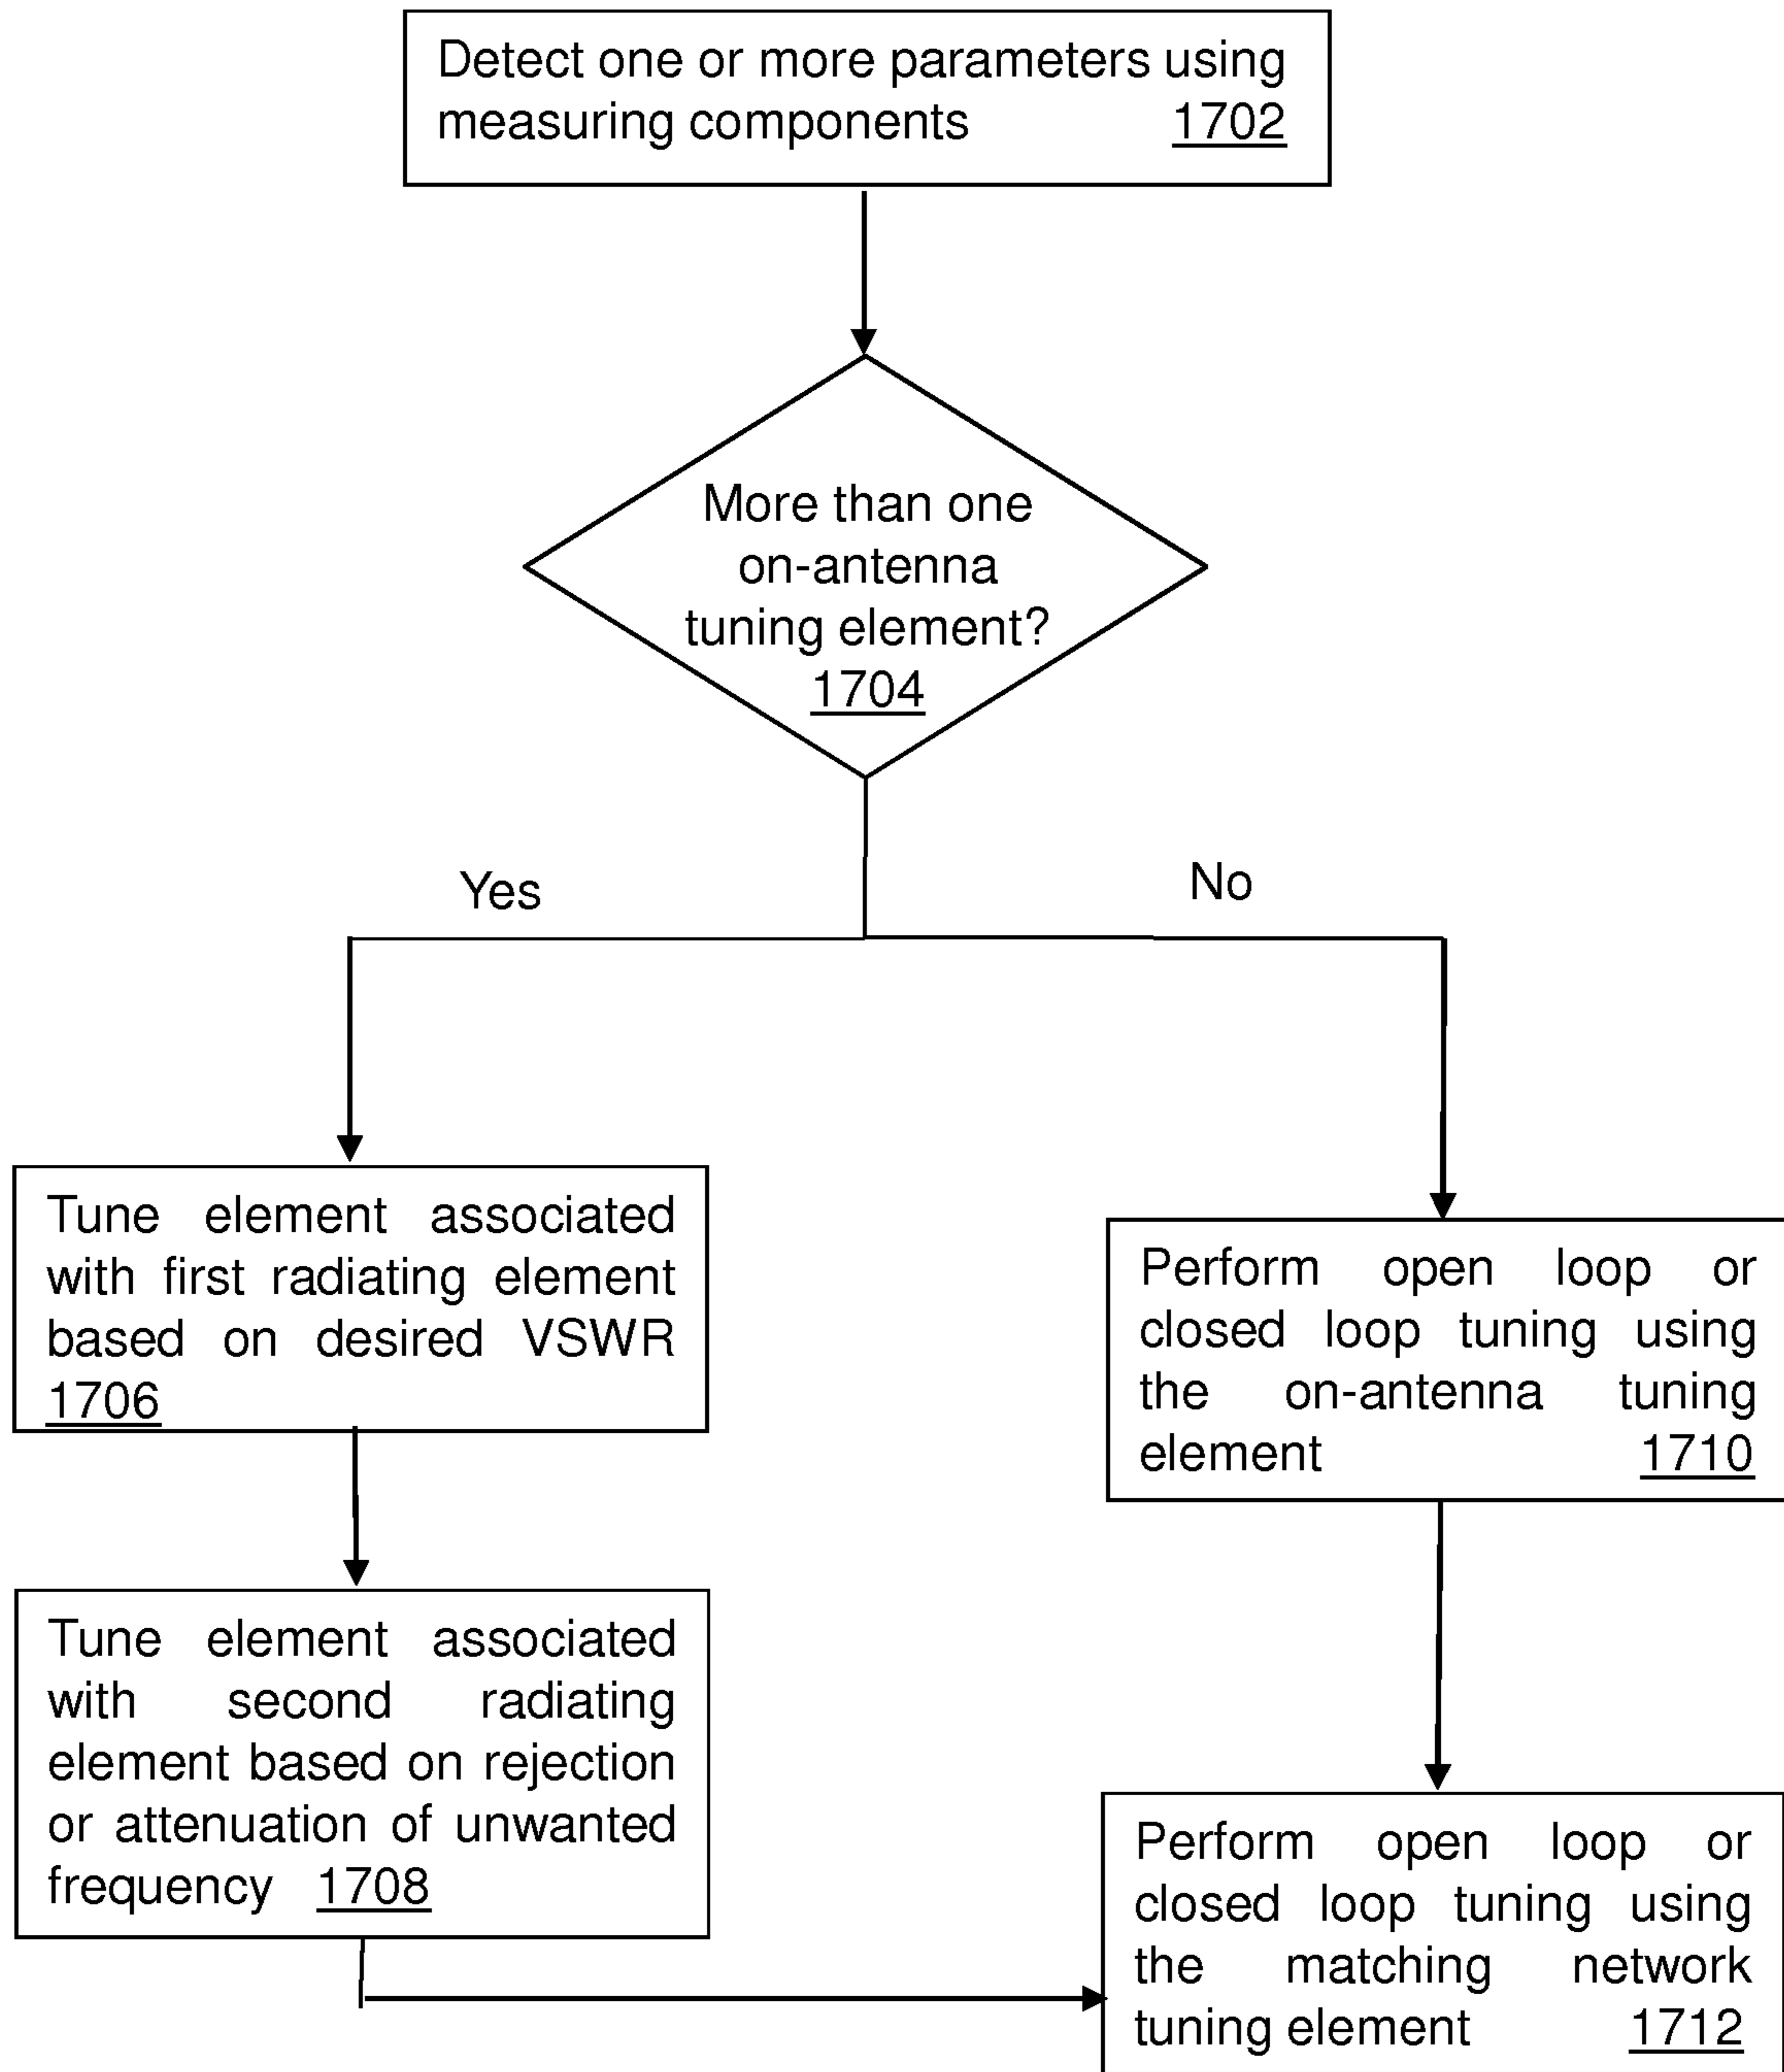 Detect one or more parameters using
measuring components 1702
More than one
on-antenna
tuning element?
1704
Yes
No
Tune element associated
with first radiating element
based on desired VSWR
1706
Perform open loop or
closed loop tuning using
the on-antenna tuning
element 1710
Tune element associated
with second radiating
element based on rejection
or attenuation of unwanted
frequency 1708
Perform open loop or
closed loop tuning using
the matching network
tuning element 1712